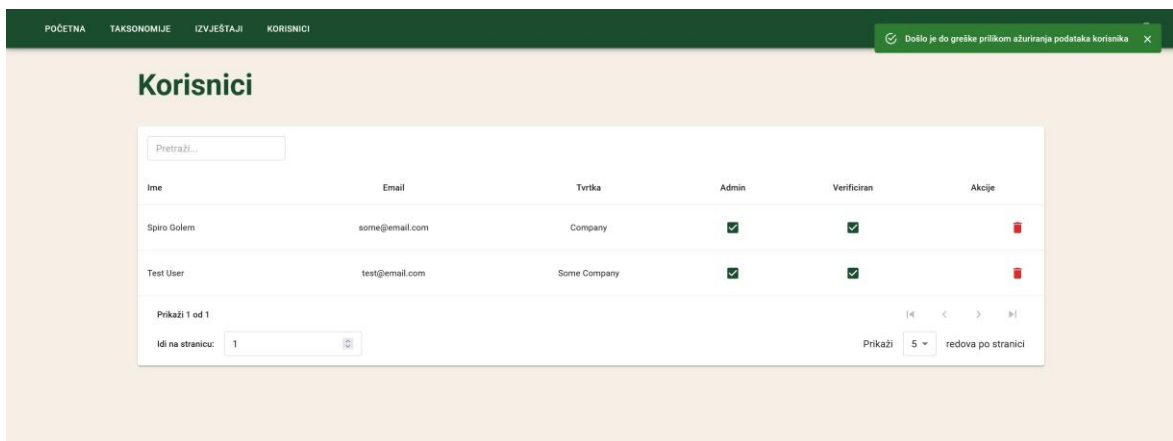 POČETNA TAKSONOMIJE IZVJEŠTAJI KORISNICI
Došlo je do greške prilikom ažuriranja podataka korisnika
Korisnici
Pretraži...
Ime Email Tvrtka Admin Verificiran Akcije
Spiro Golem some@email.com Company
Test User test@email.com Some Company
Prikaži 1 od 1
Idi na stranicu: 1 Prikaži 5 redova po stranici